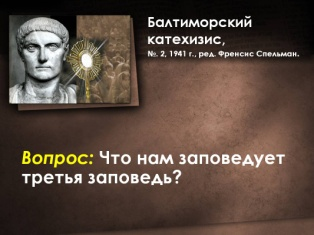 Балтиморский
катехизис,
№. 2, 1941 г., ред. Френсис Спельман.
Вопрос: Что нам заповедует
третья заповедь?